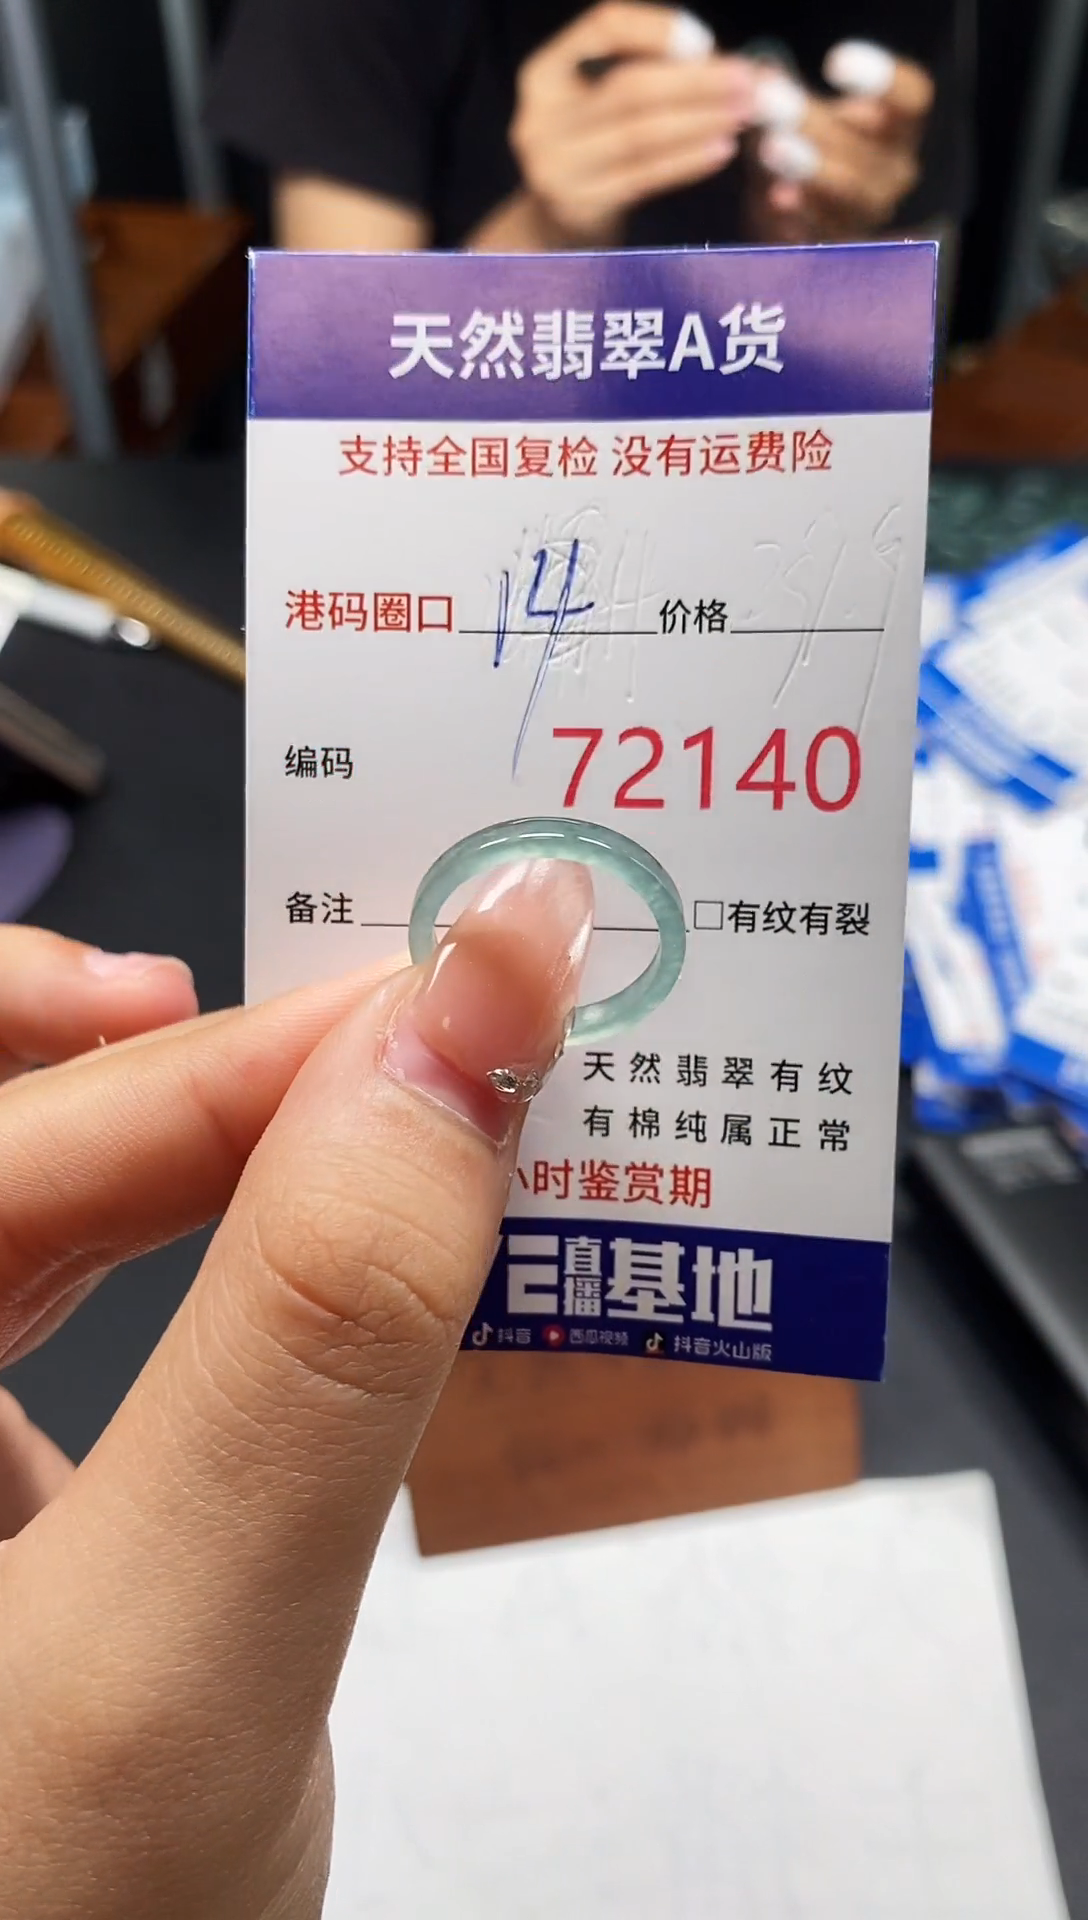 天然翡翠A货
支持全国复检 没有运费险
港码圈口 14 价格
编码 72140
备注 □有纹有裂
天然翡翠有纹
有棉纯属正常
小时鉴赏期
直播基地
抖音 西瓜视频 抖音火山版